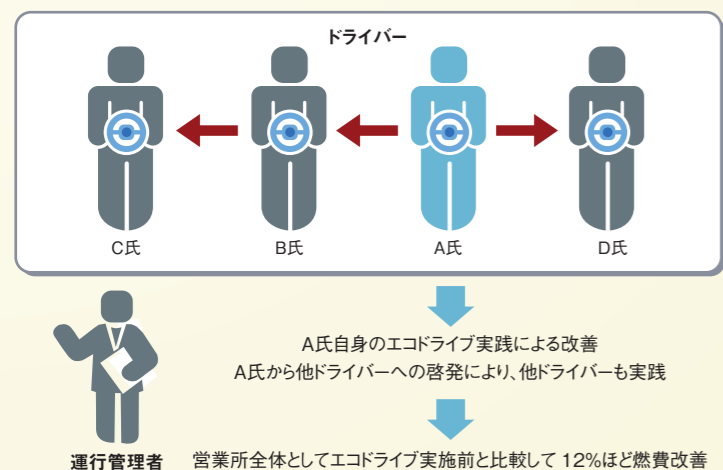 ドライバー
C氏
B氏
A氏
D氏
A氏自身のエコドライブ実践による改善
A氏から他ドライバーへの啓発により、他ドライバーも実践
運行管理者
営業所全体としてエコドライブ実施前と比較して 12%ほど燃費改善